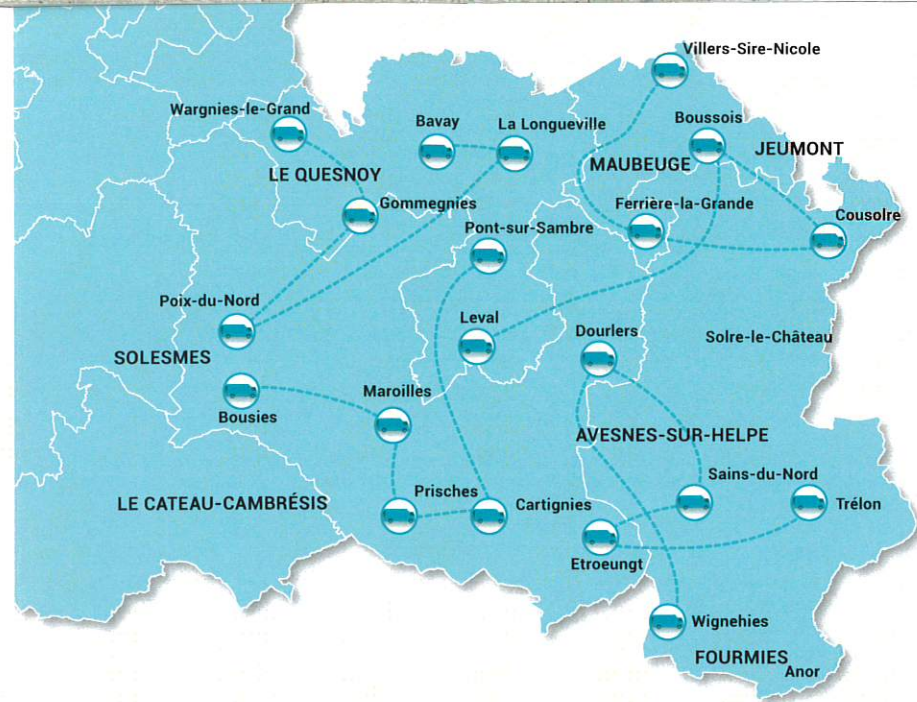 Villers-Sire-Nicole
Wargnies-le-Grand
Bavay
La Longueville
Boussois
JEUMONT
MAUBEUGE
LE QUESNOY
Gommegnies
Ferrière-la-Grande
Cousolre
Pont-sur-Sambre
Poix-du-Nord
Leval
Dourlers
Solre-le-Château
SOLESMES
Maroilles
Bousies
AVESNES-SUR-HELPE
Sains-du-Nord
Prisches
LE CATEAU-CAMBRÉSIS
Cartignies
Trélon
Etroeungt
Wignehies
FOURMIES
Anor